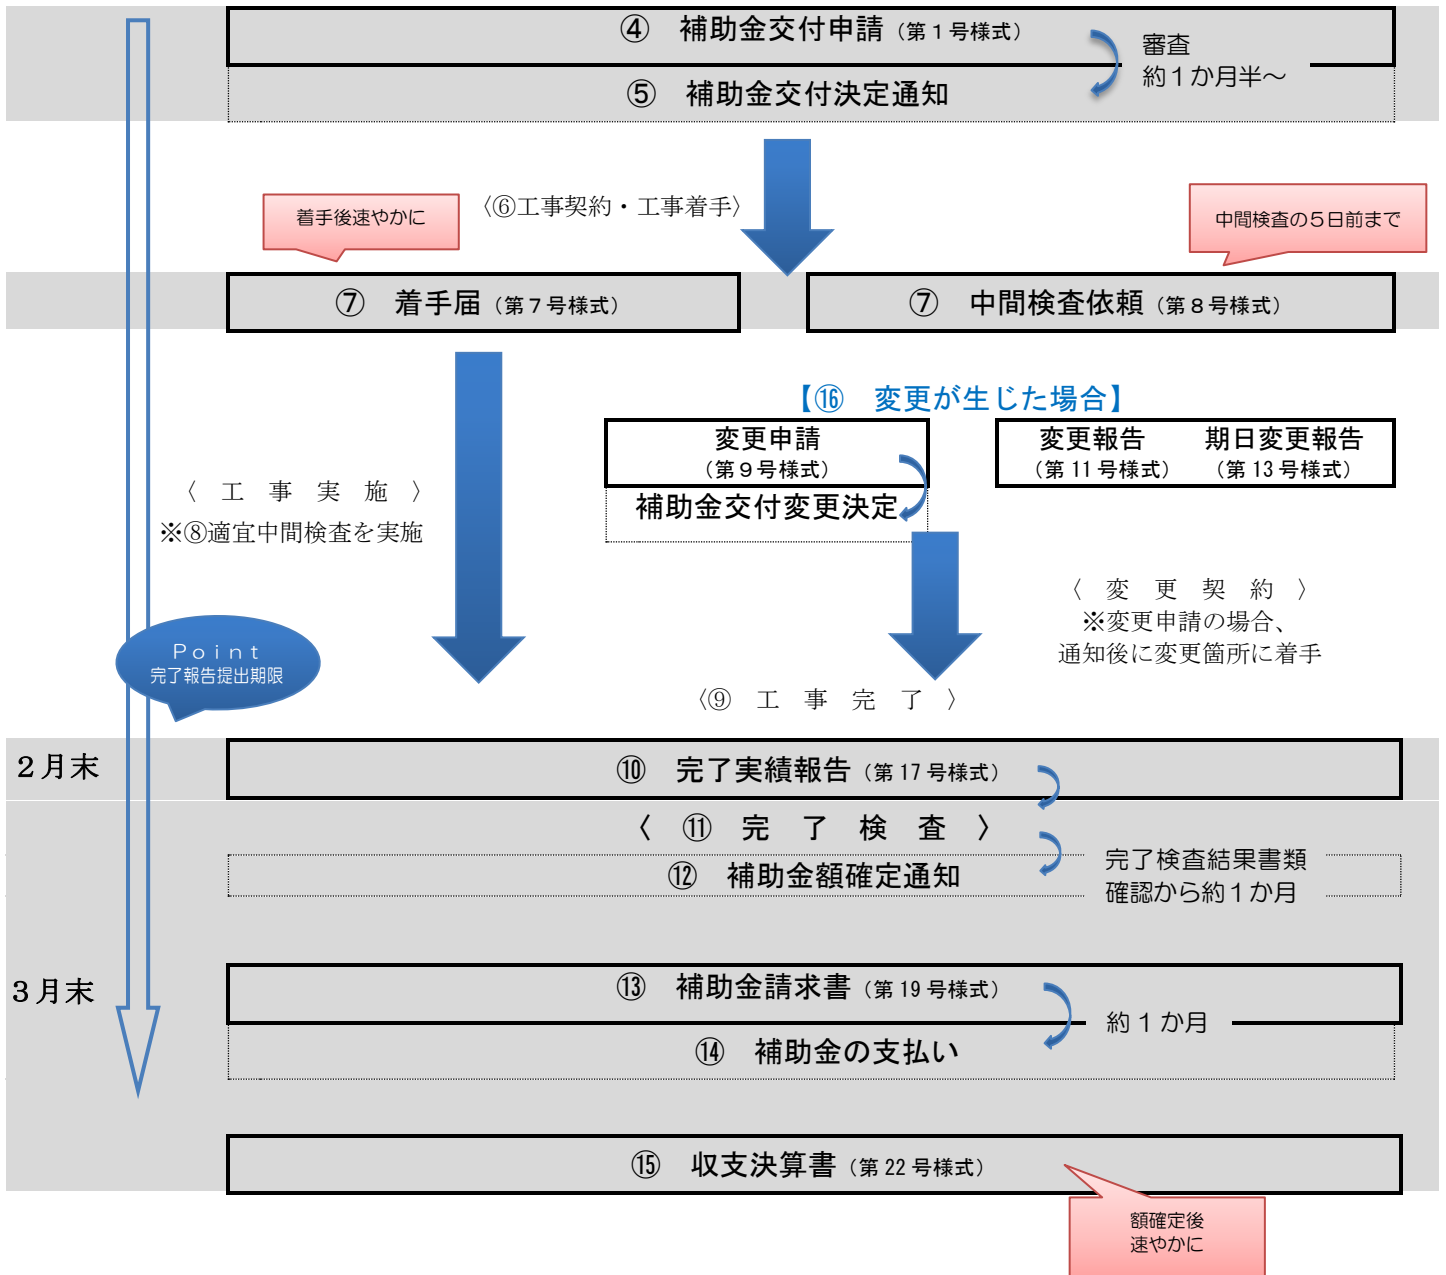 ④　補助金交付申請（第１号様式）
審査
約１か月半～
⑤　補助金交付決定通知
着手後速やかに
〈⑥工事契約・工事着手〉
中間検査の５日前まで
⑦　着手届（第７号様式）
⑦　中間検査依頼（第８号様式）
【⑯　変更が生じた場合】
変更申請
（第９号様式）
補助金交付変更決定
変更報告　期日変更報告
（第 11 号様式）　（第 13 号様式）
〈　工　事　実　施　〉
※⑧適宜中間検査を実施
〈　変　更　契　約　〉
※変更申請の場合、
通知後に変更箇所に着手
Ｐｏｉｎｔ
完了報告提出期限
〈⑨　工　事　完　了　〉
２月末
⑩　完了実績報告（第 17 号様式）
〈　⑪　完　了　検　査　〉
⑫　補助金額確定通知
完了検査結果書類
確認から約１か月
３月末
⑬　補助金請求書（第 19 号様式）
約１か月
⑭　補助金の支払い
⑮　収支決算書（第 22 号様式）
額確定後
速やかに